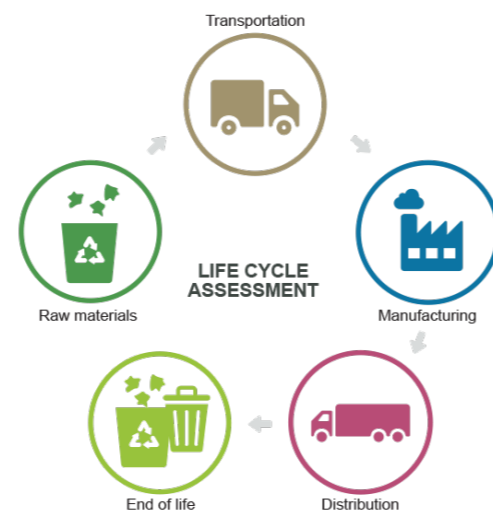 Transportation
LIFE CYCLE
ASSESSMENT
Raw materials
Manufacturing
End of life
Distribution